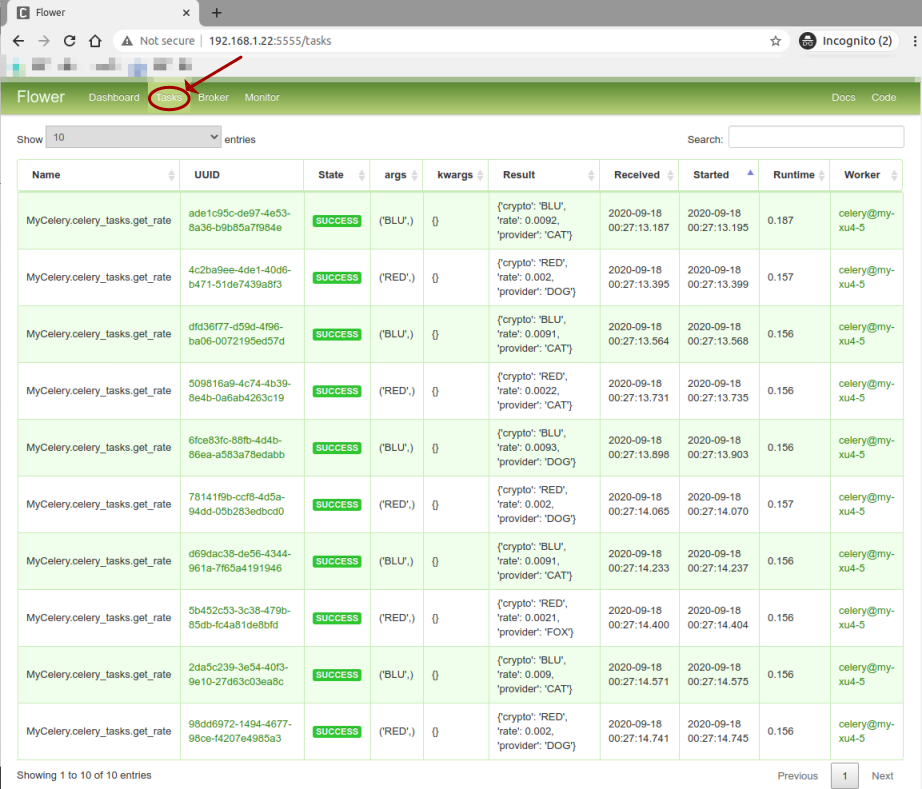 Flower
Not secure 192.168.1.22:5555/tasks Incognito (2)
Flower Dashboard Tasks Broker Monitor Docs Code
Show 10 entries Search:
Name UUID State args kwargs Result Received Started Runtime Worker
MyCelery.celery_tasks.get_rate ade1c95c-de97-4e53-8a36-b9b85a7f984e SUCCESS ('BLU',) {} {'crypto': 'BLU', 'rate': 0.0092, 'provider': 'CAT'} 2020-09-18 00:27:13.187 2020-09-18 00:27:13.195 0.187 celery@my-xu4-5
MyCelery.celery_tasks.get_rate 4c2ba9ee-4de1-40d6-b471-51de7439a8f3 SUCCESS ('RED',) {} {'crypto': 'RED', 'rate': 0.002, 'provider': 'DOG'} 2020-09-18 00:27:13.395 2020-09-18 00:27:13.399 0.157 celery@my-xu4-5
MyCelery.celery_tasks.get_rate dfd36f77-d59d-4f96-ba06-0072195ed57d SUCCESS ('BLU',) {} {'crypto': 'BLU', 'rate': 0.0091, 'provider': 'CAT'} 2020-09-18 00:27:13.564 2020-09-18 00:27:13.568 0.156 celery@my-xu4-5
MyCelery.celery_tasks.get_rate 509816a9-4c74-4b39-8e4b-0a6ab4263c19 SUCCESS ('RED',) {} {'crypto': 'RED', 'rate': 0.0022, 'provider': 'CAT'} 2020-09-18 00:27:13.731 2020-09-18 00:27:13.735 0.156 celery@my-xu4-5
MyCelery.celery_tasks.get_rate 6fce83fc-88fb-4d4b-86ea-a583a78edabb SUCCESS ('BLU',) {} {'crypto': 'BLU', 'rate': 0.0093, 'provider': 'DOG'} 2020-09-18 00:27:13.898 2020-09-18 00:27:13.903 0.156 celery@my-xu4-5
MyCelery.celery_tasks.get_rate 78141f9b-ccf8-4d5a-94dd-05b283edbcd0 SUCCESS ('RED',) {} {'crypto': 'RED', 'rate': 0.002, 'provider': 'DOG'} 2020-09-18 00:27:14.065 2020-09-18 00:27:14.070 0.157 celery@my-xu4-5
MyCelery.celery_tasks.get_rate d69dac38-de56-4344-961a-7f65a4191946 SUCCESS ('BLU',) {} {'crypto': 'BLU', 'rate': 0.0091, 'provider': 'CAT'} 2020-09-18 00:27:14.233 2020-09-18 00:27:14.237 0.156 celery@my-xu4-5
MyCelery.celery_tasks.get_rate 5b452c53-3c38-479b-85db-fc4a81de8bfd SUCCESS ('RED',) {} {'crypto': 'RED', 'rate': 0.0021, 'provider': 'FOX'} 2020-09-18 00:27:14.400 2020-09-18 00:27:14.404 0.156 celery@my-xu4-5
MyCelery.celery_tasks.get_rate 2da5c239-3e54-40f3-9e10-27d63c03ea8c SUCCESS ('BLU',) {} {'crypto': 'BLU', 'rate': 0.009, 'provider': 'CAT'} 2020-09-18 00:27:14.571 2020-09-18 00:27:14.575 0.156 celery@my-xu4-5
MyCelery.celery_tasks.get_rate 98dd6972-1494-4677-98ce-f4207e4985a3 SUCCESS ('RED',) {} {'crypto': 'RED', 'rate': 0.002, 'provider': 'DOG'} 2020-09-18 00:27:14.741 2020-09-18 00:27:14.745 0.156 celery@my-xu4-5
Showing 1 to 10 of 10 entries Previous 1 Next